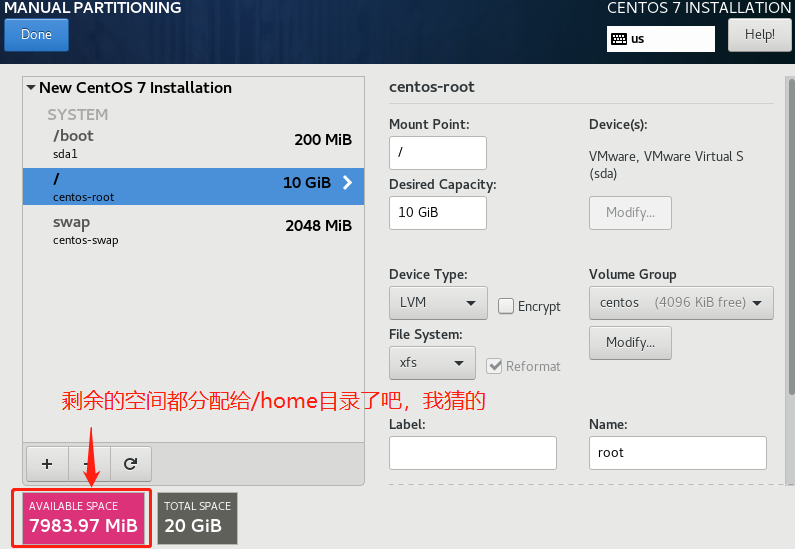 MANUAL PARTITIONING
CENTOS 7 INSTALLATION
Done
us
Help!
New CentOS 7 Installation
SYSTEM
/boot
200 MiB
sda1
/
10 GiB
centos-root
swap
2048 MiB
centos-swap
centos-root
Mount Point:
Device(s):
/
VMware, VMware Virtual S
(sda)
Desired Capacity:
10 GiB
Modify...
Device Type:
Volume Group
LVM
Encrypt
centos (4096 KiB free)
File System:
Modify...
xfs
Reformat
剩余的空间都分配给/home目录了吧，我猜的
Label:
Name:
root
+
-
AVAILABLE SPACE
7983.97 MiB
TOTAL SPACE
20 GiB